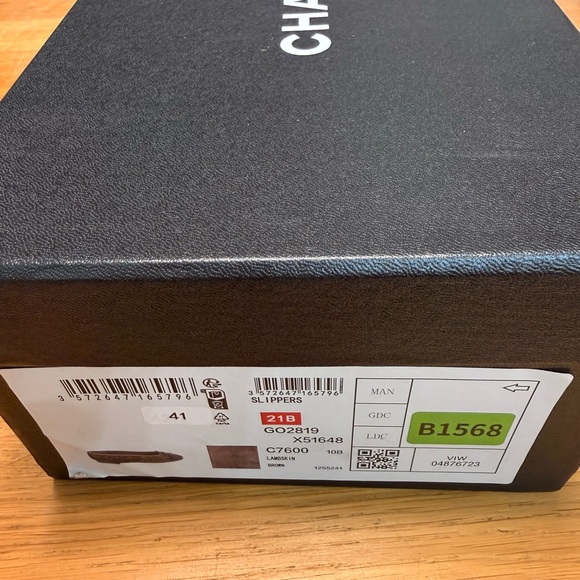 CHA
3 572647 165796
41
3 572647 165796
SLIPPERS
21B
GO2819
X51648
C7600 10B
LAMBSKIN
BROWN 1255241
MAN
GDC
LDC
B1568
VIW
04876723